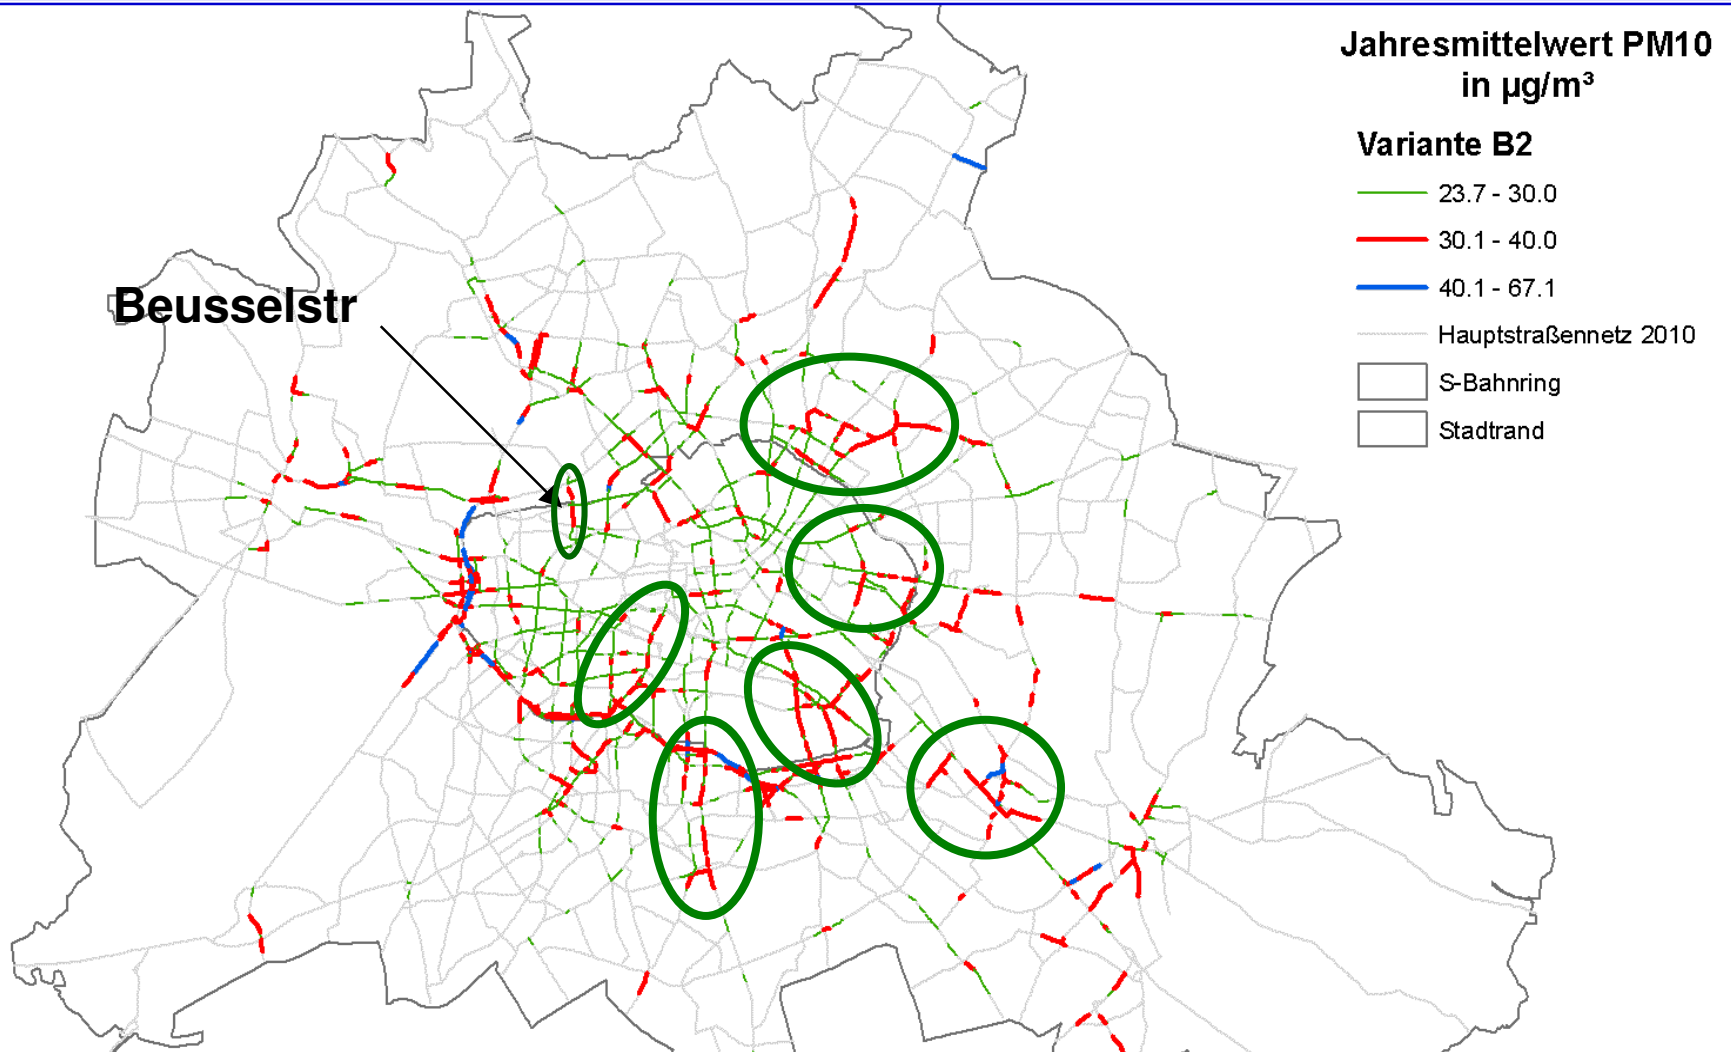 Jahresmittelwert PM10
in µg/m³
Variante B2
23.7 - 30.0
30.1 - 40.0
40.1 - 67.1
Hauptstraßennetz 2010
S-Bahnring
Stadtrand
Beusselstr